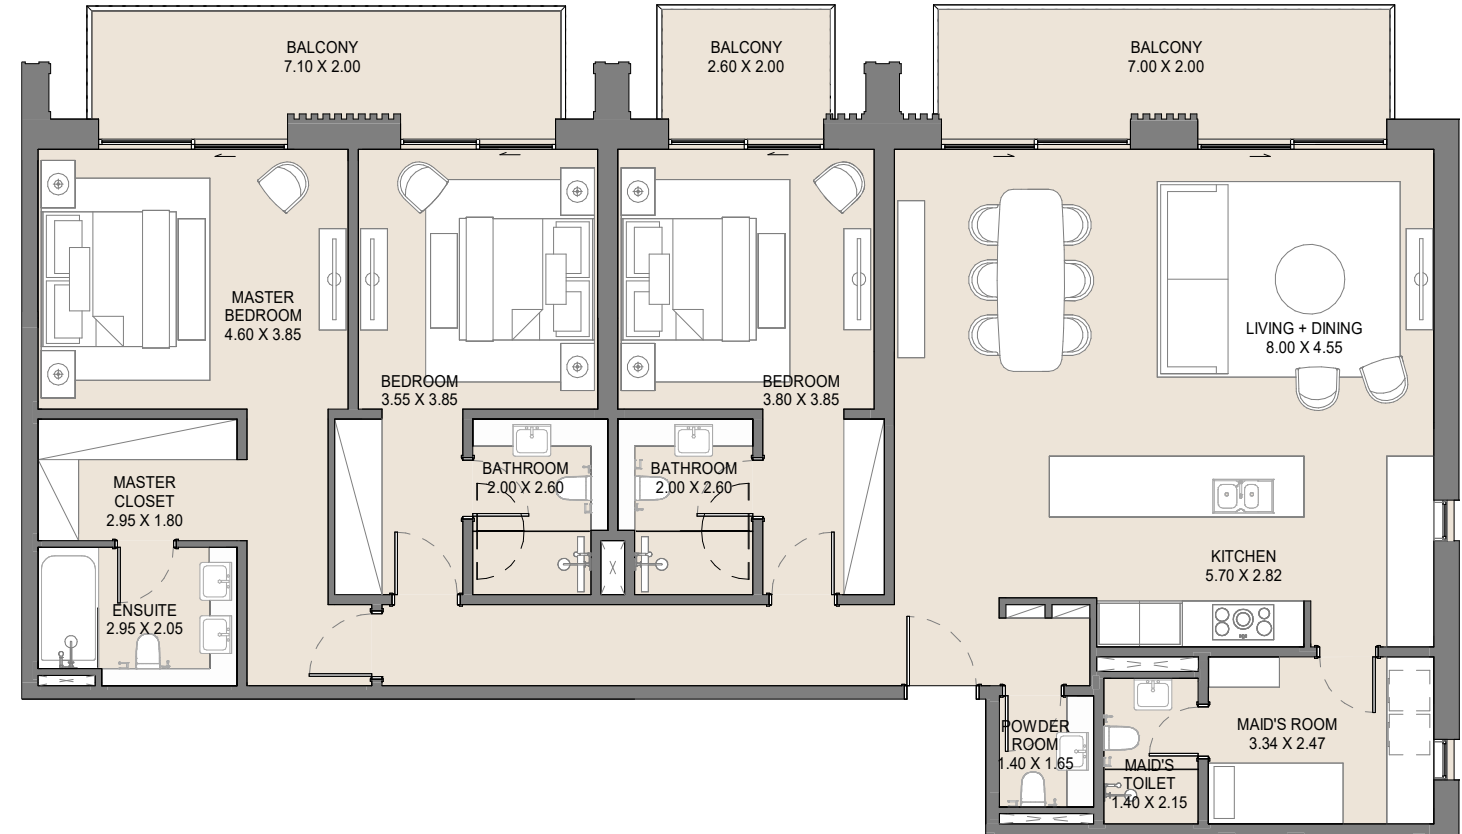 BALCONY
7.10 X 2.00
BALCONY
2.60 X 2.00
BALCONY
7.00 X 2.00
MASTER
BEDROOM
4.60 X 3.85
BEDROOM
3.55 X 3.85
BEDROOM
3.80 X 3.85
LIVING + DINING
8.00 X 4.55
MASTER
CLOSET
2.95 X 1.80
BATHROOM
2.00 X 2.60
BATHROOM
2.00 X 2.60
KITCHEN
5.70 X 2.82
ENSUITE
2.95 X 2.05
POWDER
ROOM
1.40 X 1.65
MAID'S
TOILET
1.40 X 2.15
MAID'S ROOM
3.34 X 2.47